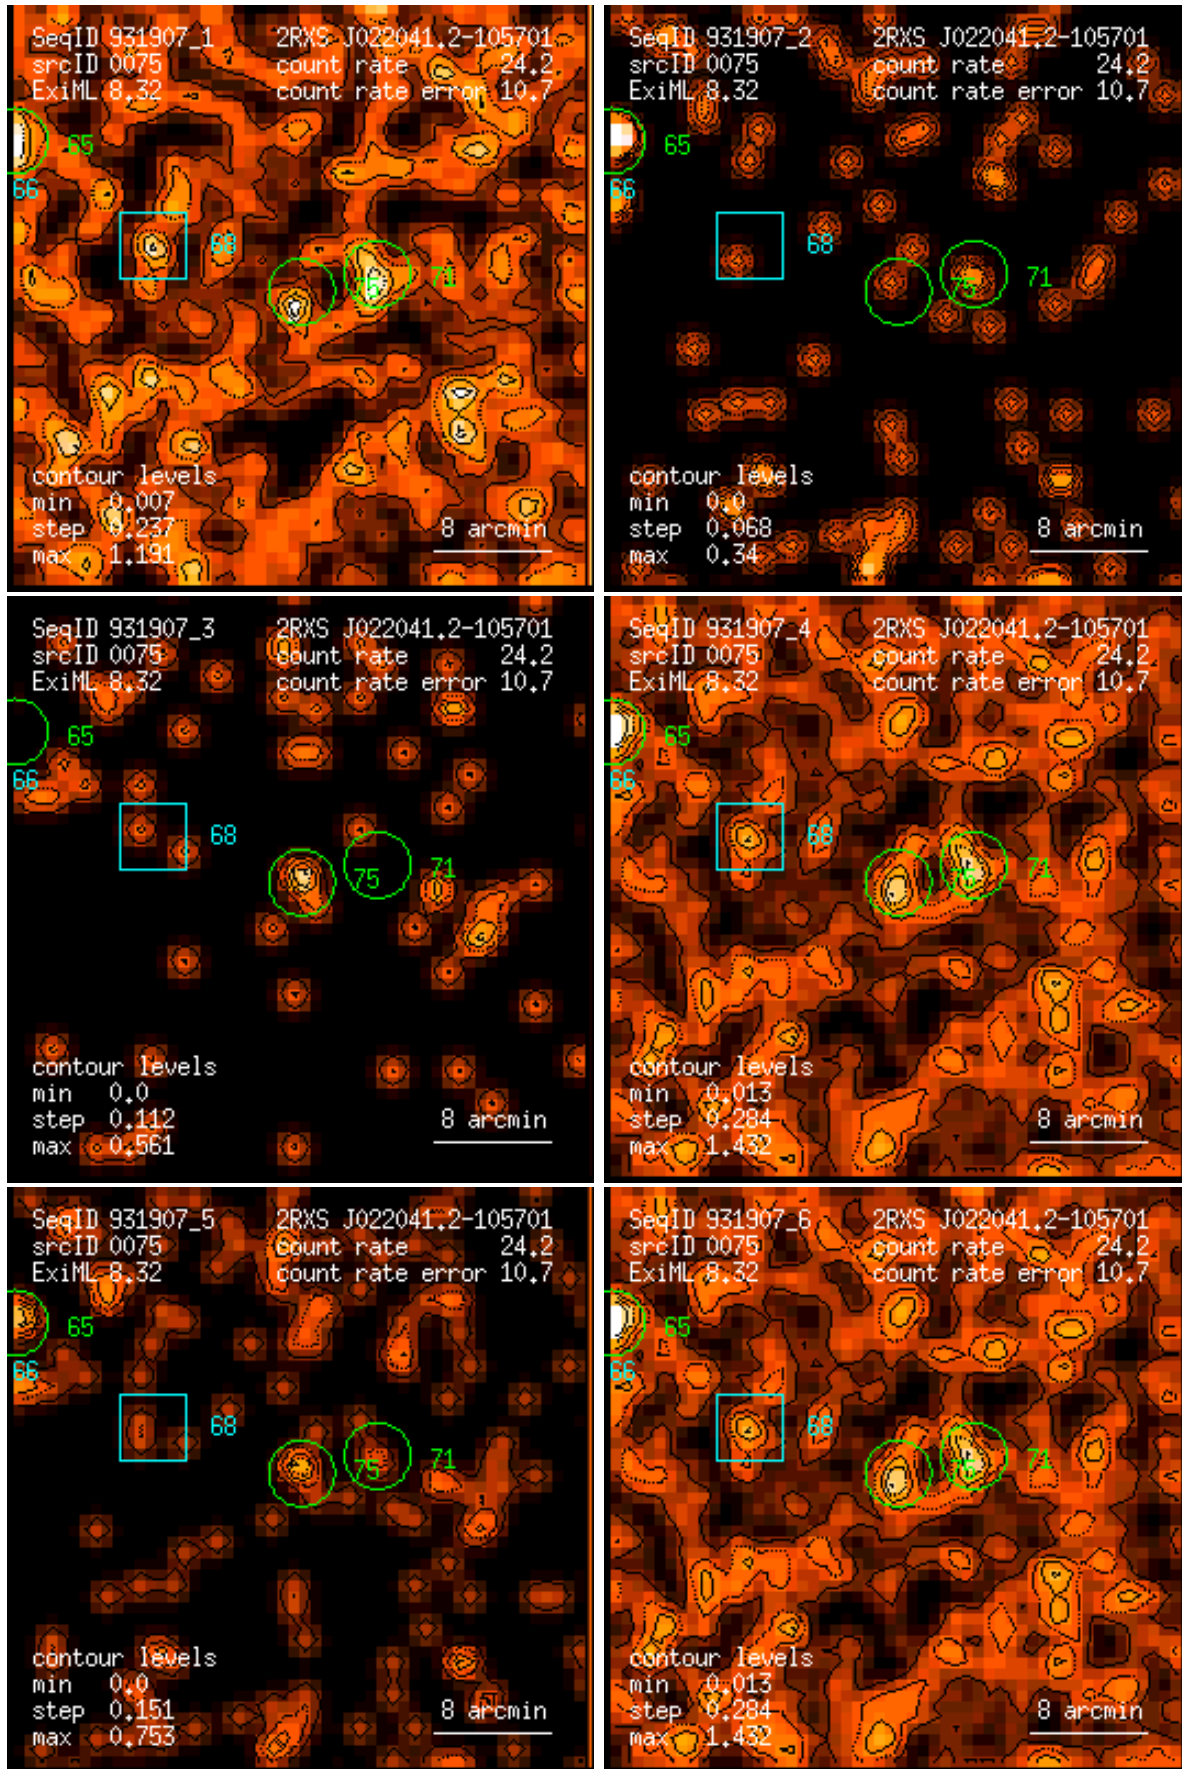 SeqID 931907_1 2RXS J022041.2-105701
srcID 0075 count rate 24.2
ExiML 8.32 count rate error 10.7
65
66
68
75 71
contour levels
min 0.007
step 0.237
max 1.191
8 arcmin
SeqID 931907_2 2RXS J022041.2-105701
srcID 0075 count rate 24.2
ExiML 8.32 count rate error 10.7
65
66
68
75 71
contour levels
min 0.0
step 0.068
max 0.34
8 arcmin
SeqID 931907_3 2RXS J022041.2-105701
srcID 0075 count rate 24.2
ExiML 8.32 count rate error 10.7
65
66
68
75 71
contour levels
min 0.0
step 0.112
max 0.561
8 arcmin
SeqID 931907_4 2RXS J022041.2-105701
srcID 0075 count rate 24.2
ExiML 8.32 count rate error 10.7
65
66
68
75 71
contour levels
min 0.013
step 0.284
max 1.432
8 arcmin
SeqID 931907_5 2RXS J022041.2-105701
srcID 0075 count rate 24.2
ExiML 8.32 count rate error 10.7
65
66
68
75 71
contour levels
min 0.0
step 0.151
max 0.753
8 arcmin
SeqID 931907_6 2RXS J022041.2-105701
srcID 0075 count rate 24.2
ExiML 8.32 count rate error 10.7
65
66
68
75 71
contour levels
min 0.013
step 0.284
max 1.432
8 arcmin